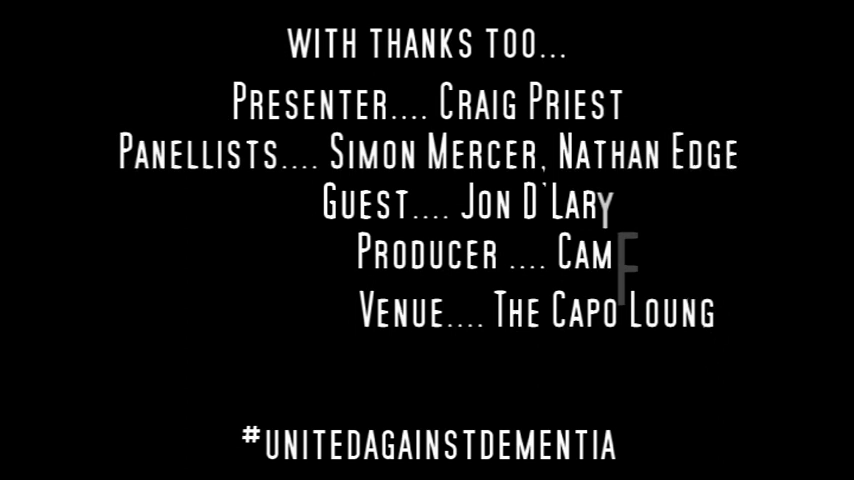 WITH THANKS TOO...
PRESENTER.... CRAIG PRIEST
PANELLISTS.... SIMON MERCER, NATHAN EDGE
GUEST.... JON D`LARY
PRODUCER .... CAM F
VENUE.... THE CAPO LOUNG
#UNITEDAGAINSTDEMENTIA